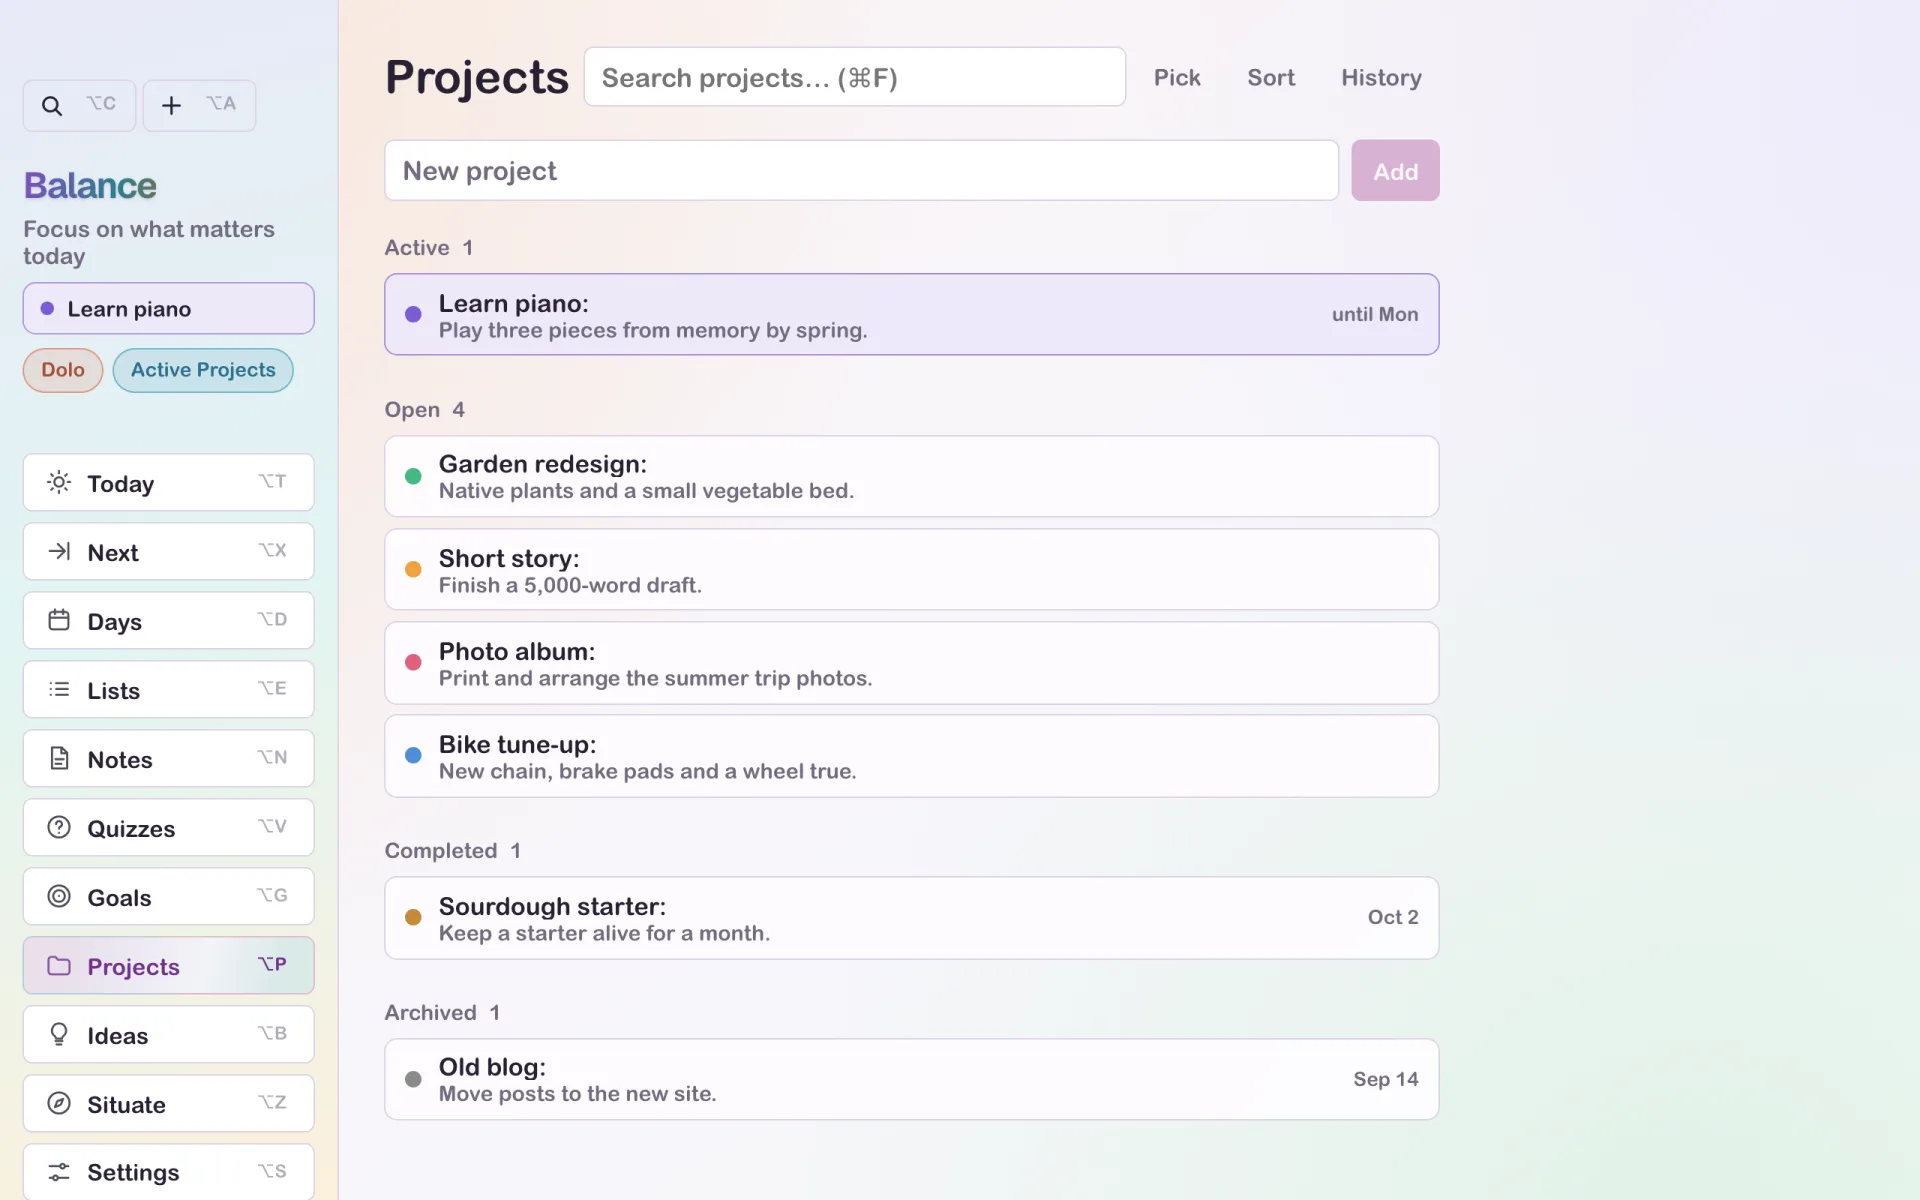 ⌥C
⌥A
Balance
Focus on what matters
today
Learn piano
Dolo
Active Projects
Today ⌥T
Next ⌥X
Days ⌥D
Lists ⌥E
Notes ⌥N
Quizzes ⌥V
Goals ⌥G
Projects ⌥P
Ideas ⌥B
Situate ⌥Z
Settings ⌥S
Projects
Search projects... (⌘F)
Pick
Sort
History
New project
Add
Active 1
Learn piano:
Play three pieces from memory by spring.
until Mon
Open 4
Garden redesign:
Native plants and a small vegetable bed.
Short story:
Finish a 5,000-word draft.
Photo album:
Print and arrange the summer trip photos.
Bike tune-up:
New chain, brake pads and a wheel true.
Completed 1
Sourdough starter:
Keep a starter alive for a month.
Oct 2
Archived 1
Old blog:
Move posts to the new site.
Sep 14